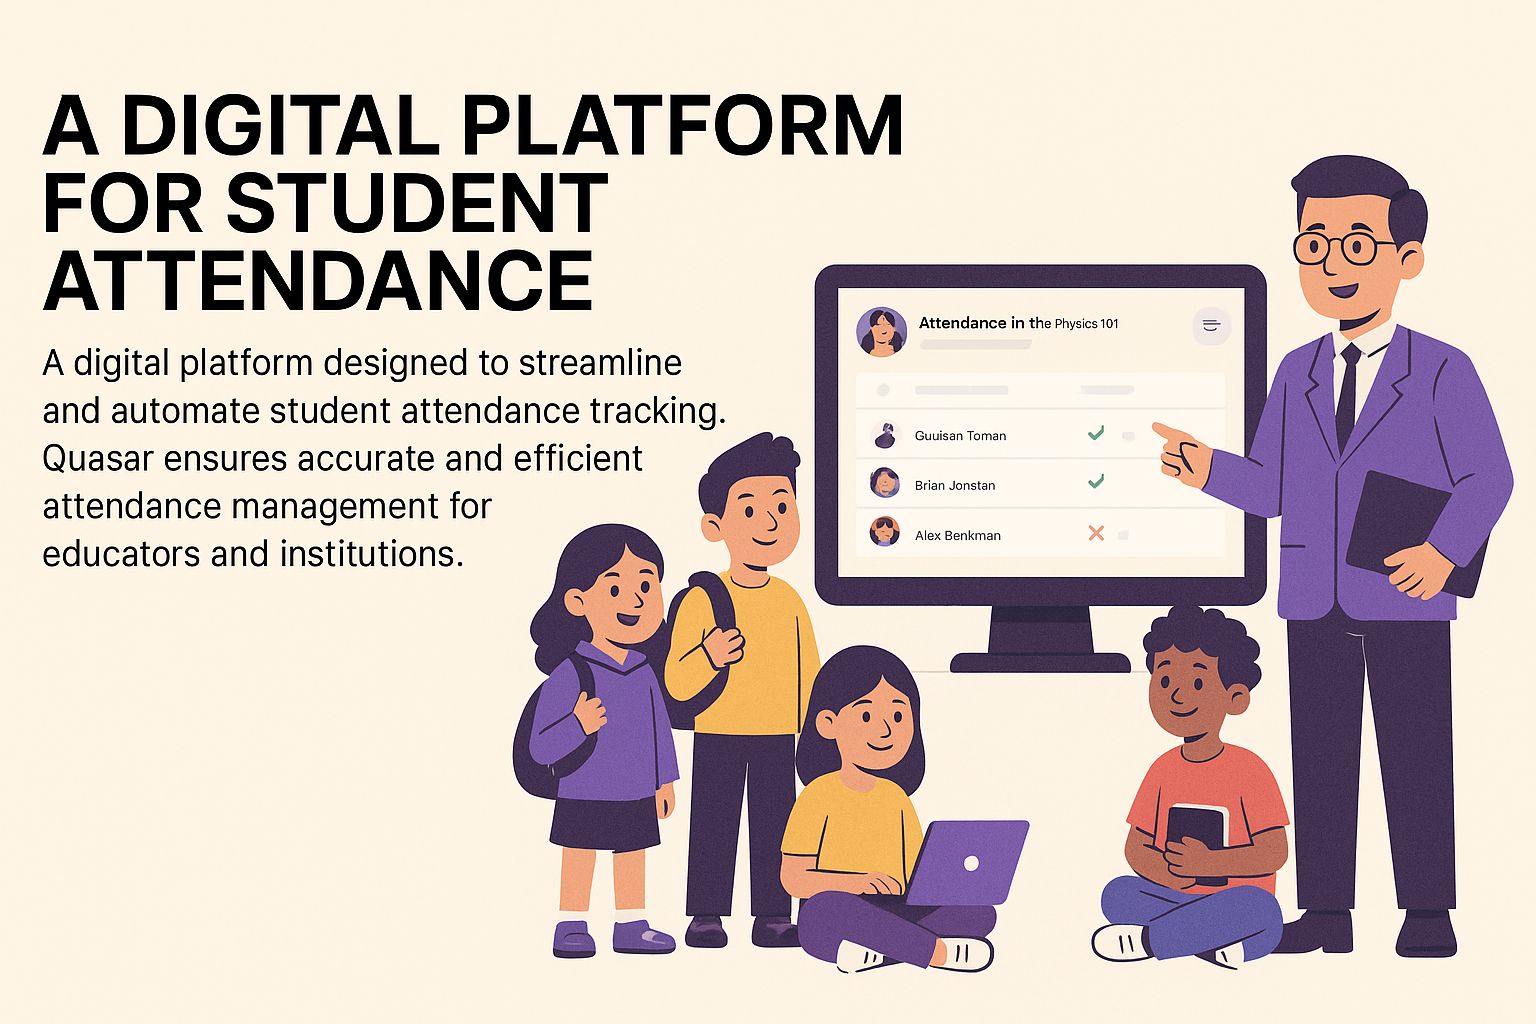 A DIGITAL PLATFORM
FOR STUDENT
ATTENDANCE
A digital platform designed to streamline
and automate student attendance tracking.
Quasar ensures accurate and efficient
attendance management for
educators and institutions.
Attendance in the Physics 101
Guuisan Toman
Brian Jonstan
Alex Benkman